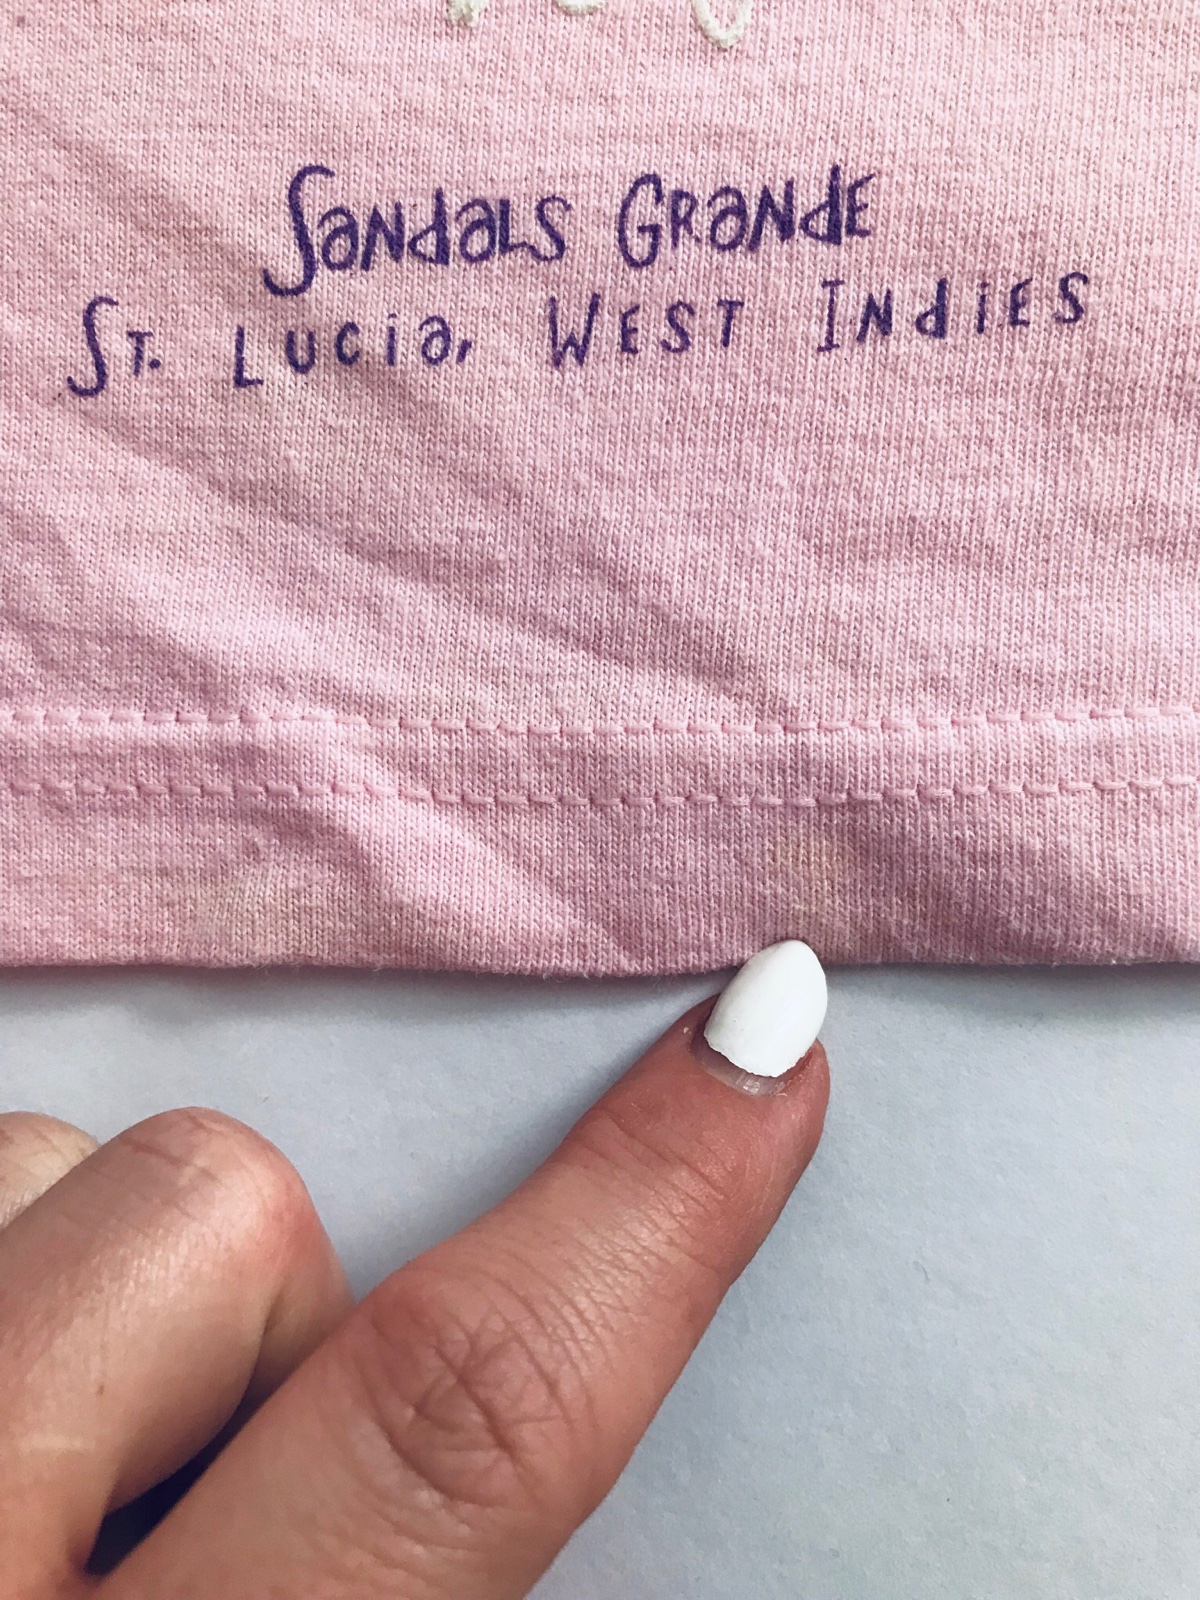 Sandals Grande
St. Lucia, West Indies